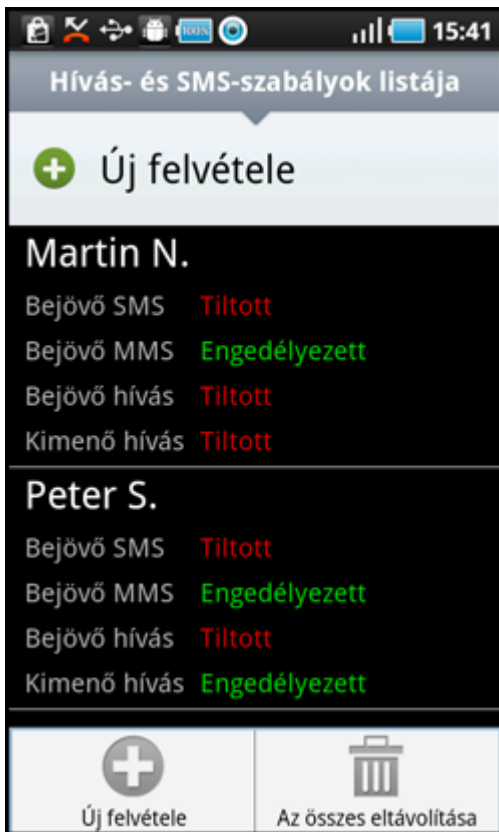 100% 15:41
Hívás- és SMS-szabályok listája
Új felvétele
Martin N.
Bejövő SMS Tiltott
Bejövő MMS Engedélyezett
Bejövő hívás Tiltott
Kimenő hívás Tiltott
Peter S.
Bejövő SMS Tiltott
Bejövő MMS Engedélyezett
Bejövő hívás Tiltott
Kimenő hívás Engedélyezett
Új felvétele Az összes eltávolítása